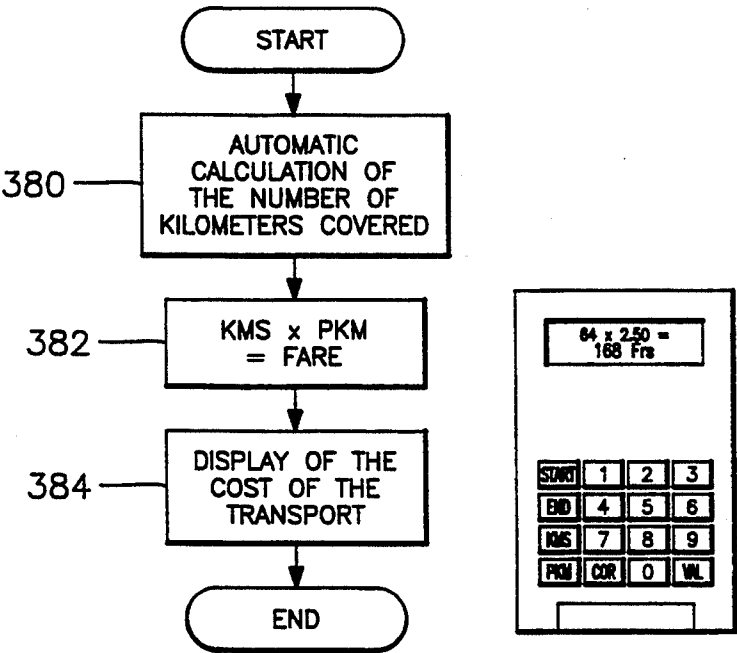 START
380
AUTOMATIC
CALCULATION OF
THE NUMBER OF
KILOMETERS COVERED
382
KMS x PKM
= FARE
384
DISPLAY OF THE
COST OF THE
TRANSPORT
END
64 x 2.50 =
168 Frs
START 1 2 3
END 4 5 6
KMS 7 8 9
PKM COR 0 VAL